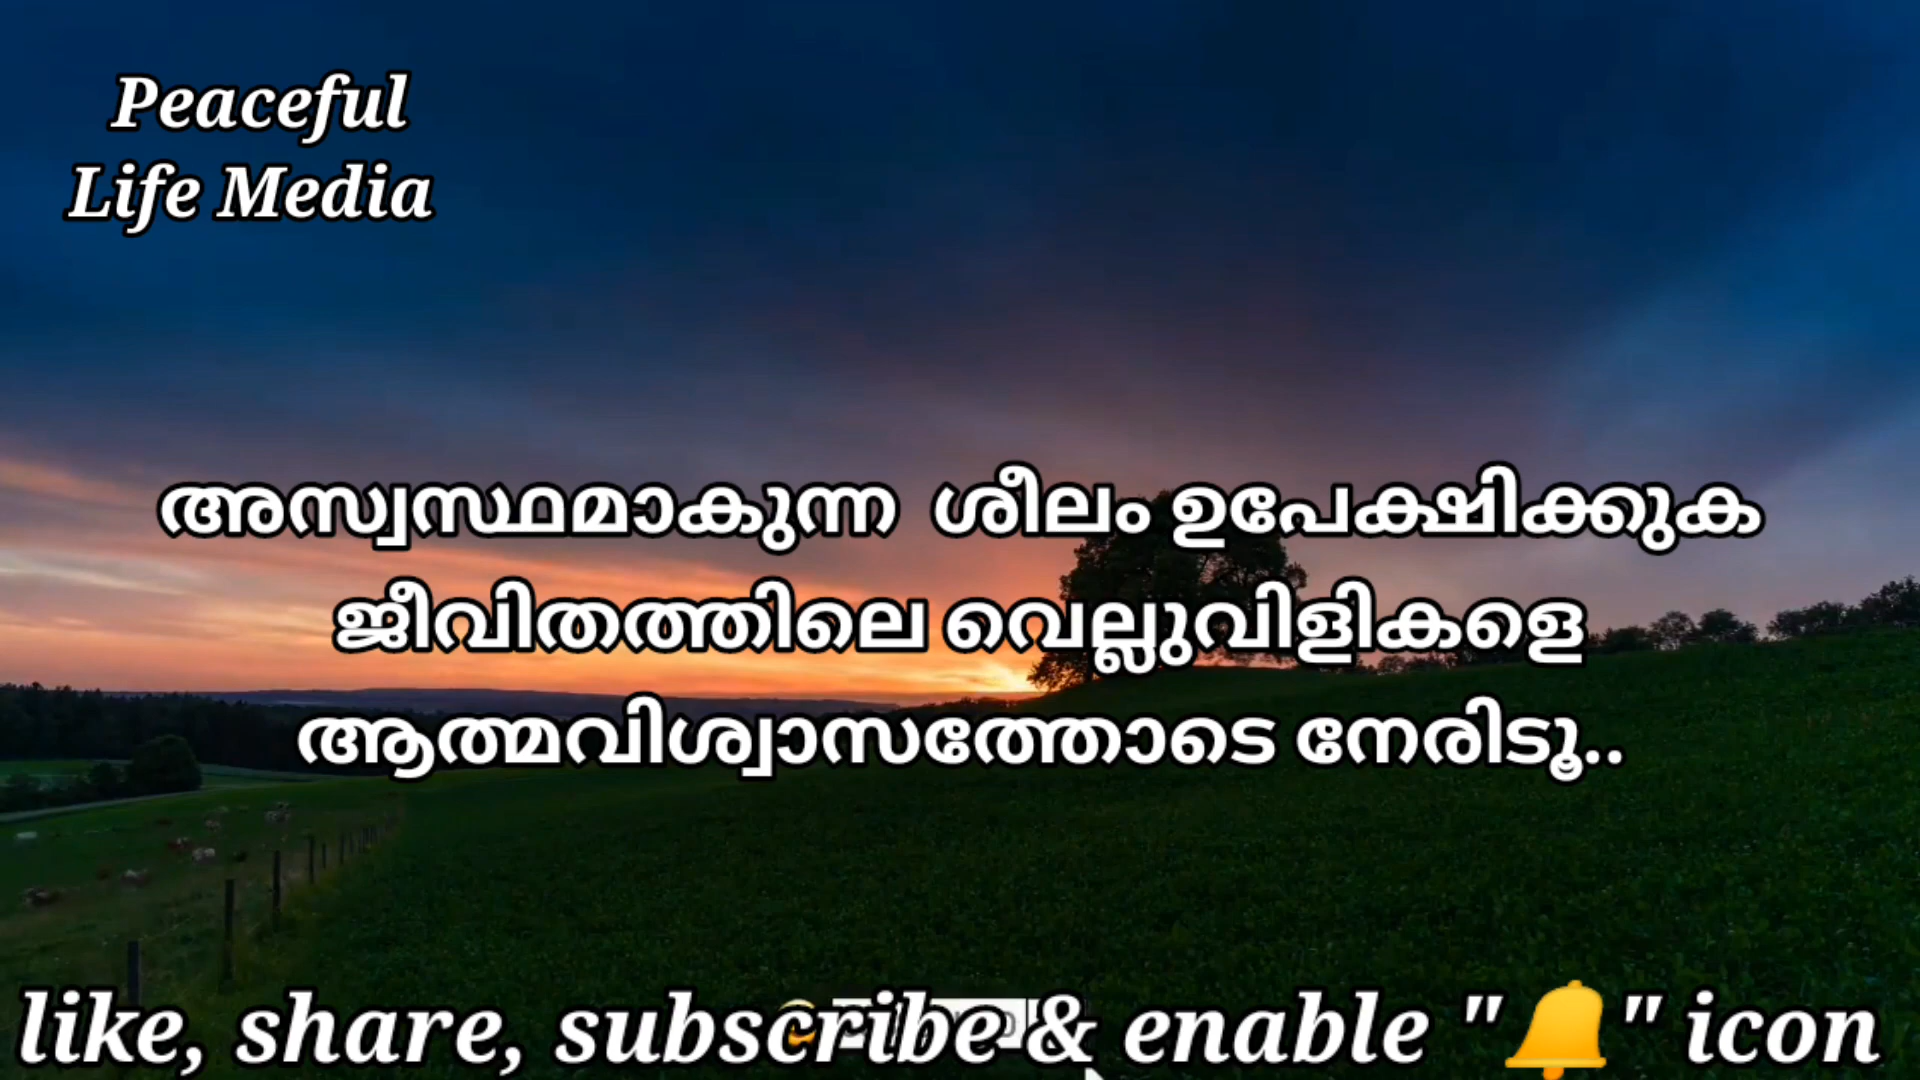 Peaceful
Life Media
അസ്വസ്ഥമാകുന്ന ശീലം ഉപേക്ഷിക്കുക
ജീവിതത്തിലെ വെല്ലുവിളികളെ
ആത്മവിശ്വാസത്തോടെ നേരിടൂ..
like, share, subscribe & enable "🔔" icon